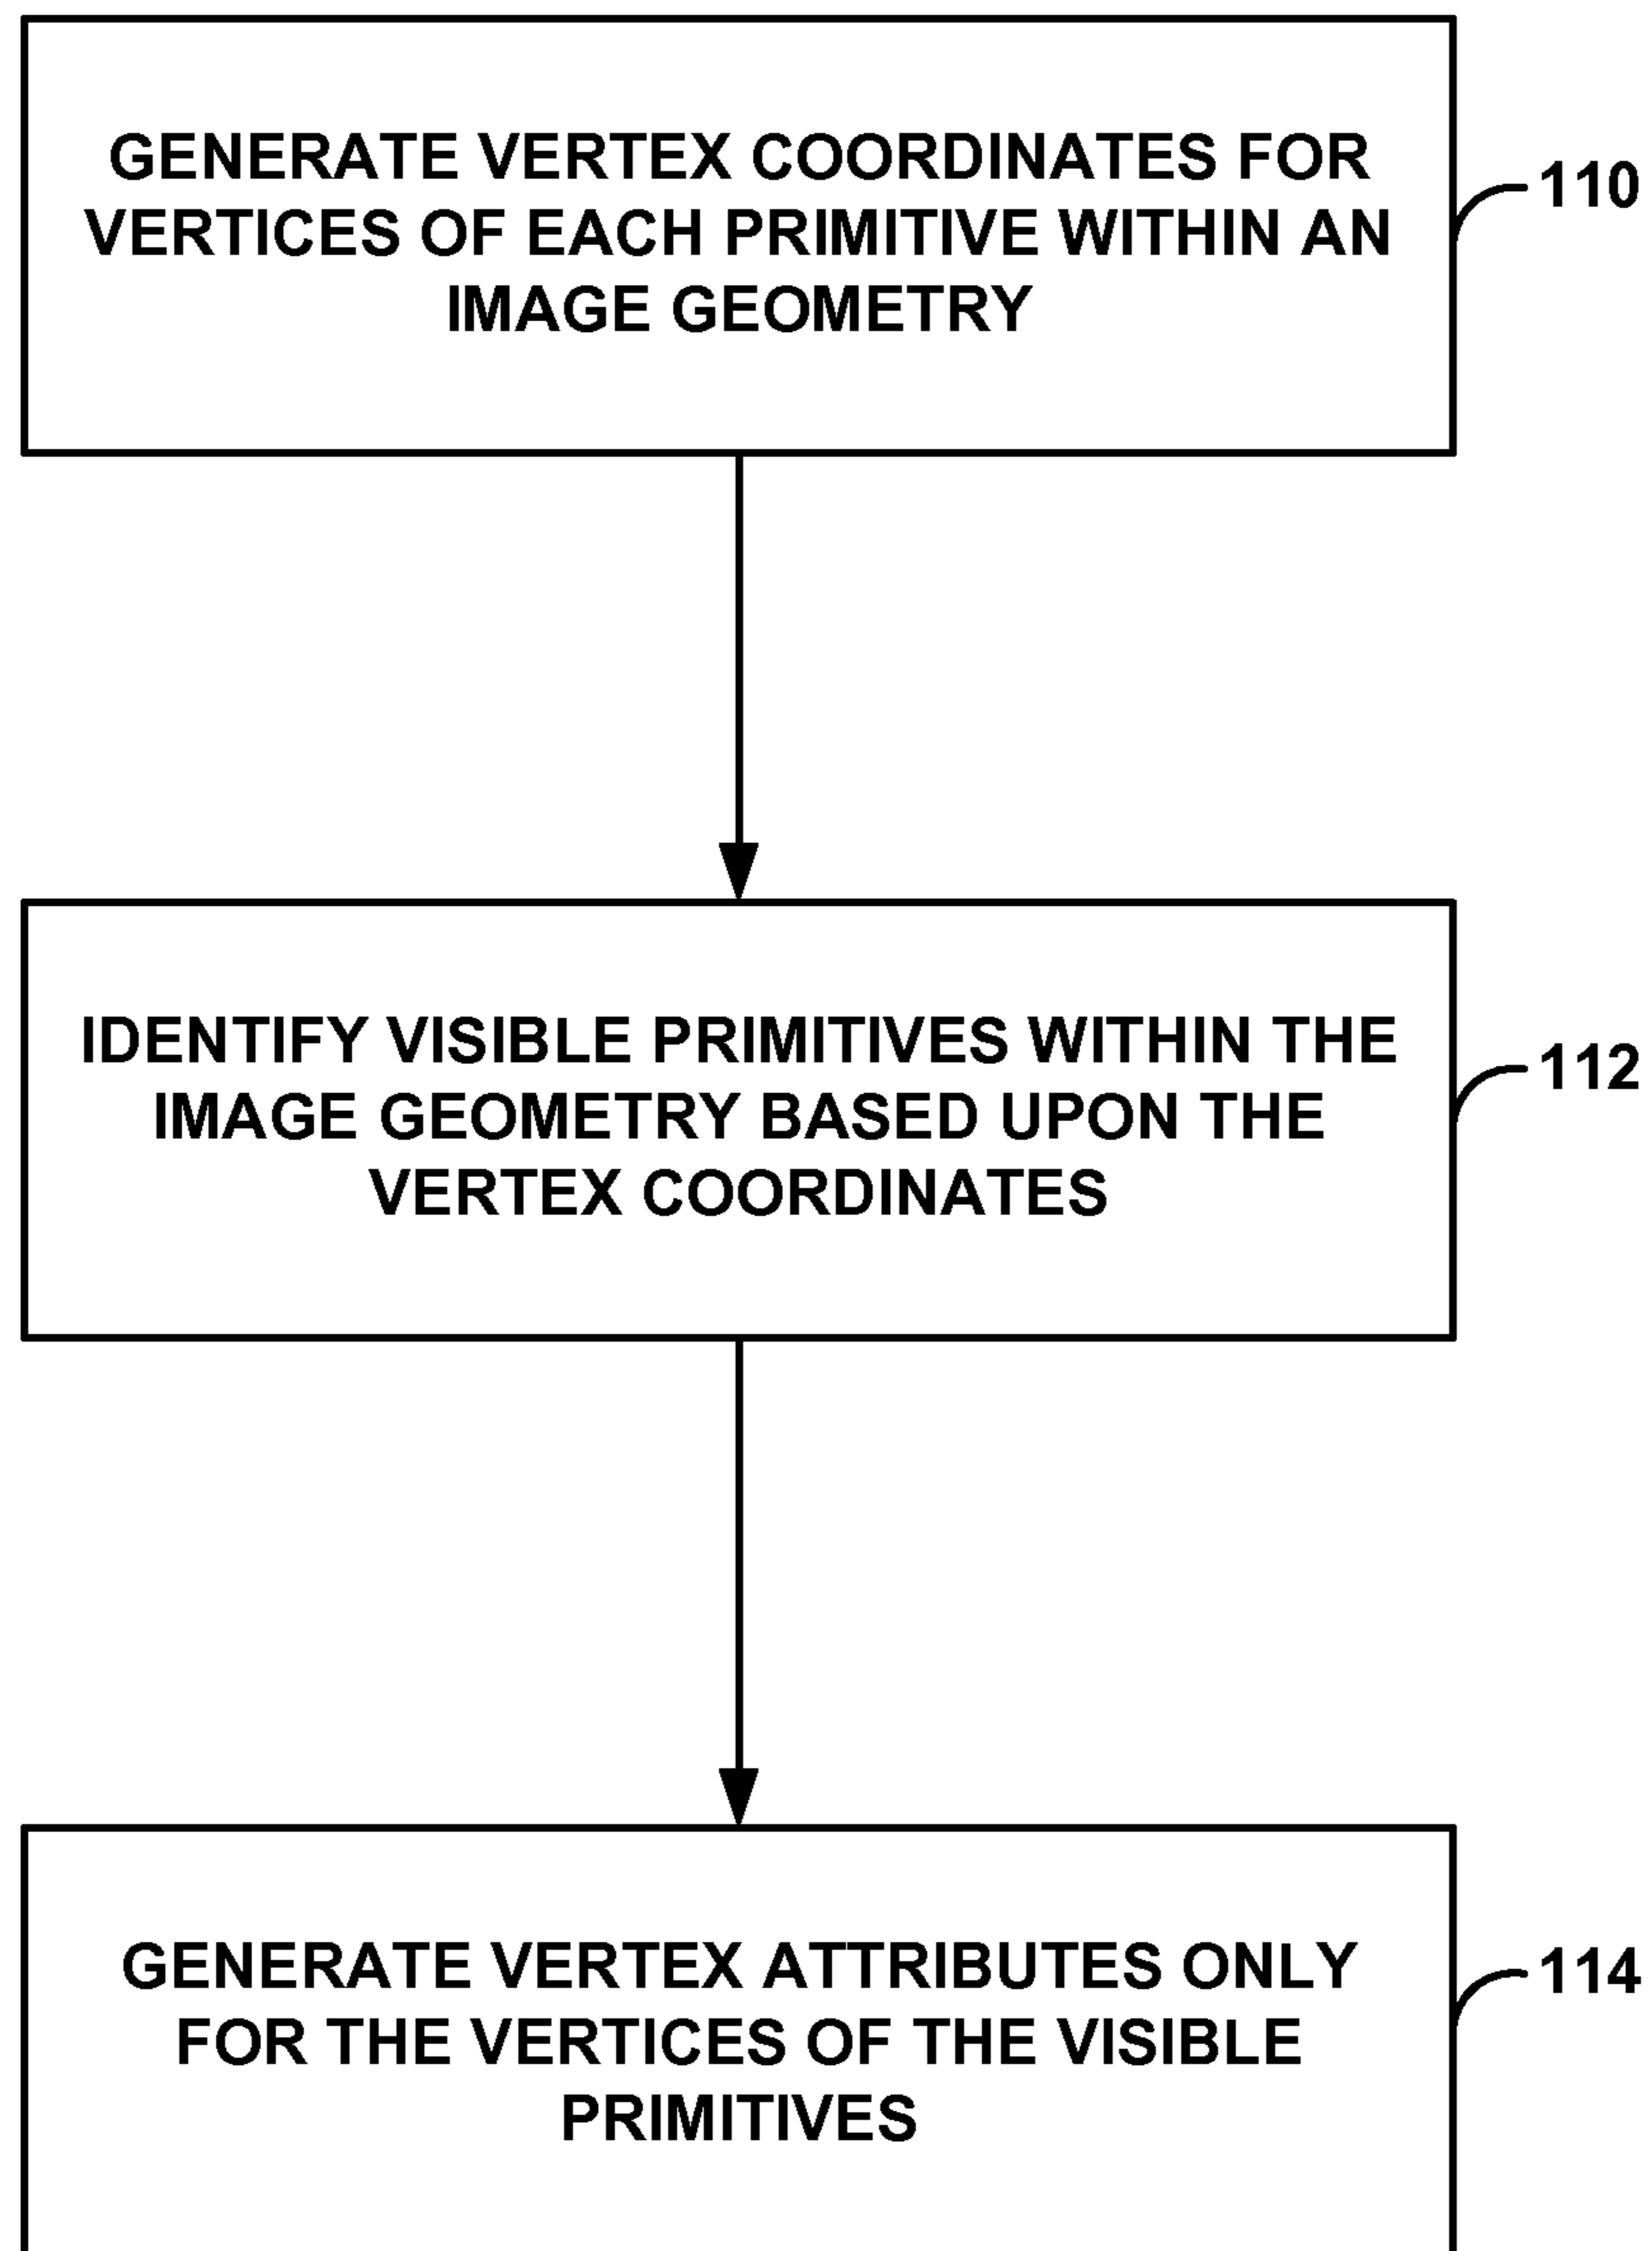 GENERATE VERTEX COORDINATES FOR
VERTICES OF EACH PRIMITIVE WITHIN AN
IMAGE GEOMETRY
110
IDENTIFY VISIBLE PRIMITIVES WITHIN THE
IMAGE GEOMETRY BASED UPON THE
VERTEX COORDINATES
112
GENERATE VERTEX ATTRIBUTES ONLY
FOR THE VERTICES OF THE VISIBLE
PRIMITIVES
114